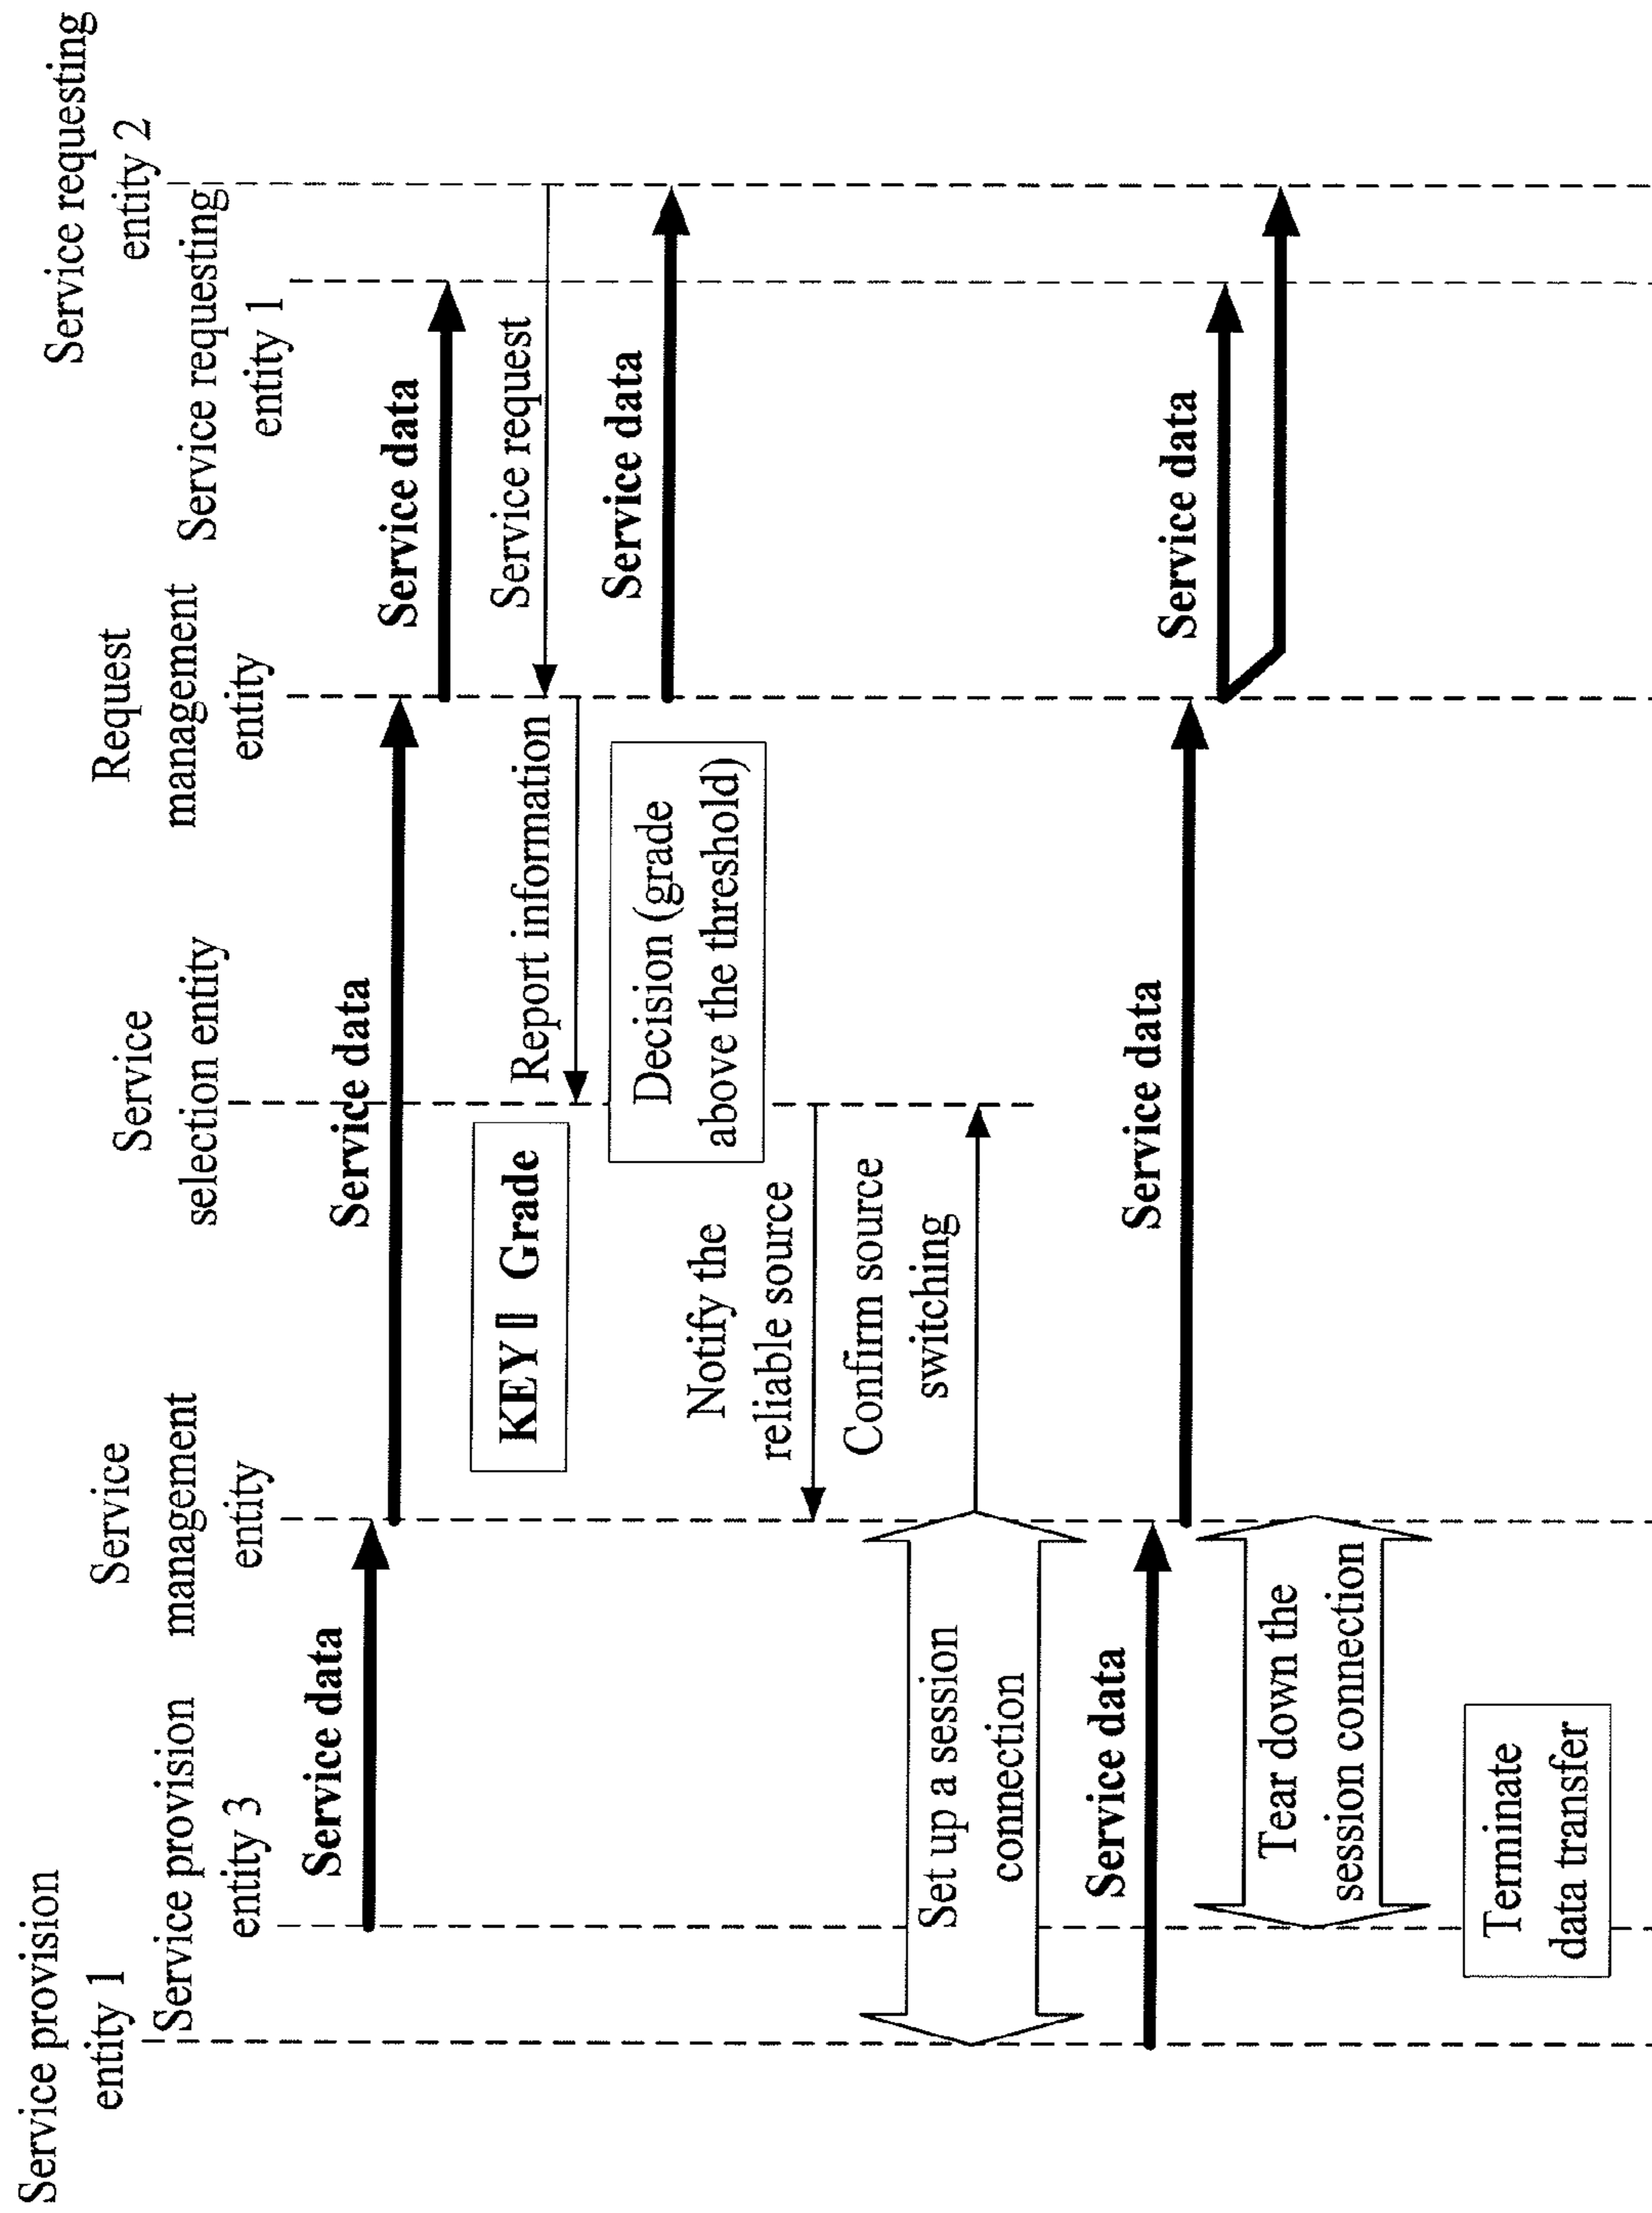 Service provision
entity 1
Service provision
entity 3
Service
management
entity
Service
selection entity
Request
management
entity
Service requesting
entity 1
Service requesting
entity 2
Service data
Service data
Service data
Service request
Report information
KEY Grade
Service data
Decision (grade
above the threshold)
Notify the
reliable source
Confirm source
switching
Set up a session
connection
Service data
Service data
Service data
Tear down the
session connection
Terminate
data transfer